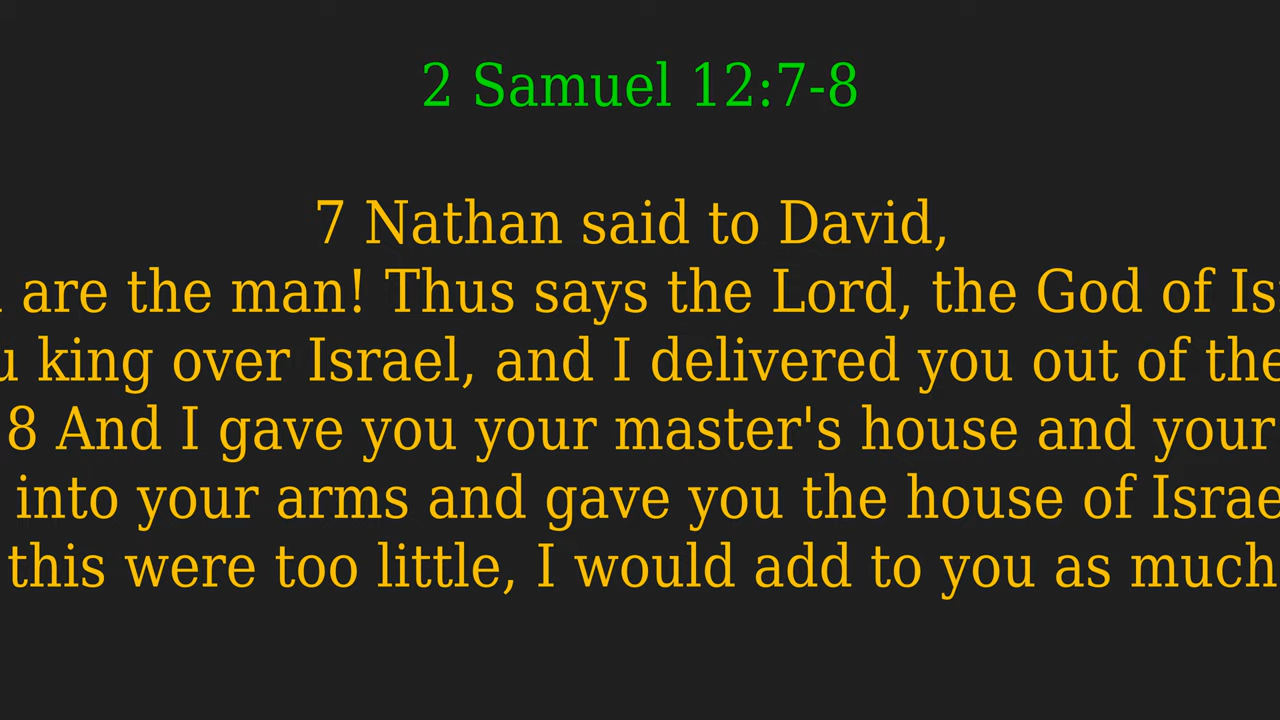 2 Samuel 12:7-8
7 Nathan said to David,
are the man! Thus says the Lord, the God of Is
u king over Israel, and I delivered you out of the
8 And I gave you your master's house and your
into your arms and gave you the house of Israe
this were too little, I would add to you as much